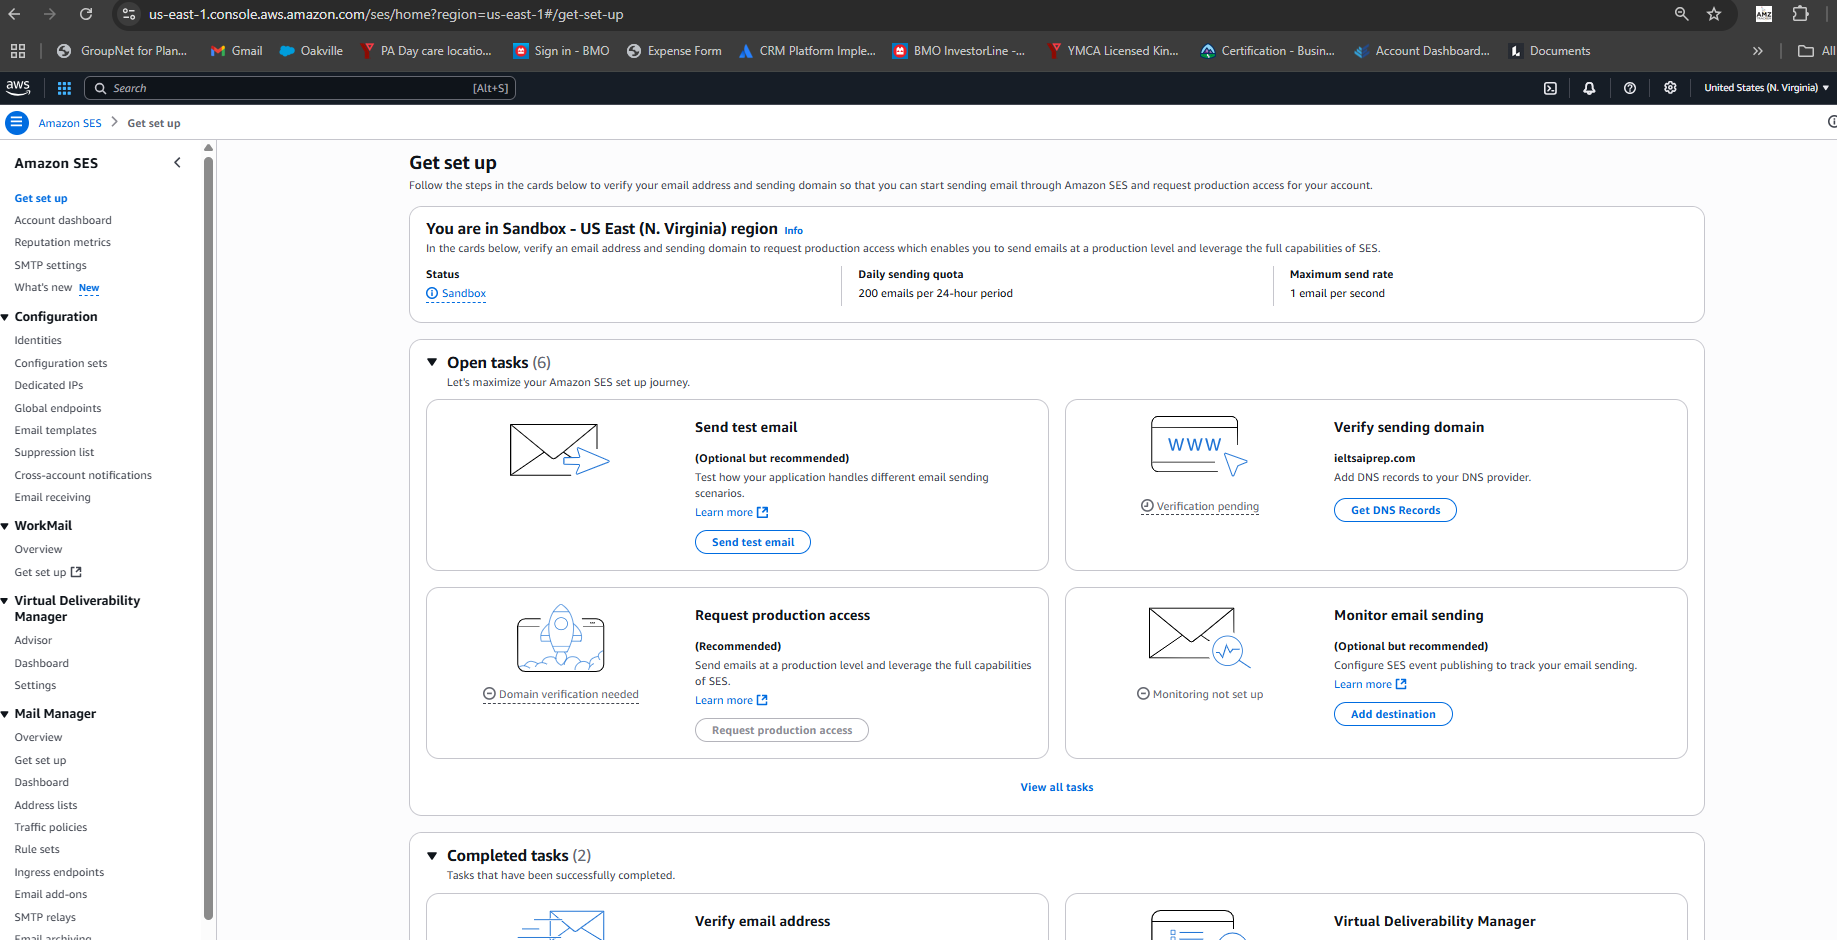 us-east-1.console.aws.amazon.com/ses/home?region=us-east-1#/get-set-up
GroupNet for Plan...
Gmail
Oakville
PA Day care locatio...
Sign in - BMO
Expense Form
CRM Platform Imple...
BMO InvestorLine -...
YMCA Licensed Kin...
Certification - Busin...
Account Dashboard...
Documents
»
All
aws
Search
[Alt+S]
United States (N. Virginia)
Amazon SES
Get set up
Amazon SES
Get set up
Account dashboard
Reputation metrics
SMTP settings
What's new New
Configuration
Identities
Configuration sets
Dedicated IPs
Global endpoints
Email templates
Suppression list
Cross-account notifications
Email receiving
WorkMail
Overview
Get set up
Virtual Deliverability
Manager
Advisor
Dashboard
Settings
Mail Manager
Overview
Get set up
Dashboard
Address lists
Traffic policies
Rule sets
Ingress endpoints
Email add-ons
SMTP relays
Email archiving
Get set up
Follow the steps in the cards below to verify your email address and sending domain so that you can start sending email through Amazon SES and request production access for your account.
You are in Sandbox - US East (N. Virginia) region Info
In the cards below, verify an email address and sending domain to request production access which enables you to send emails at a production level and leverage the full capabilities of SES.
Status
Sandbox
Daily sending quota
200 emails per 24-hour period
Maximum send rate
1 email per second
Open tasks (6)
Let's maximize your Amazon SES set up journey.
Send test email
(Optional but recommended)
Test how your application handles different email sending
scenarios.
Learn more
Send test email
WWW
Verification pending
Verify sending domain
ieltsaiprep.com
Add DNS records to your DNS provider.
Get DNS Records
Domain verification needed
Request production access
(Recommended)
Send emails at a production level and leverage the full capabilities
of SES.
Learn more
Request production access
Monitoring not set up
Monitor email sending
(Optional but recommended)
Configure SES event publishing to track your email sending.
Learn more
Add destination
View all tasks
Completed tasks (2)
Tasks that have been successfully completed.
Verify email address
Virtual Deliverability Manager